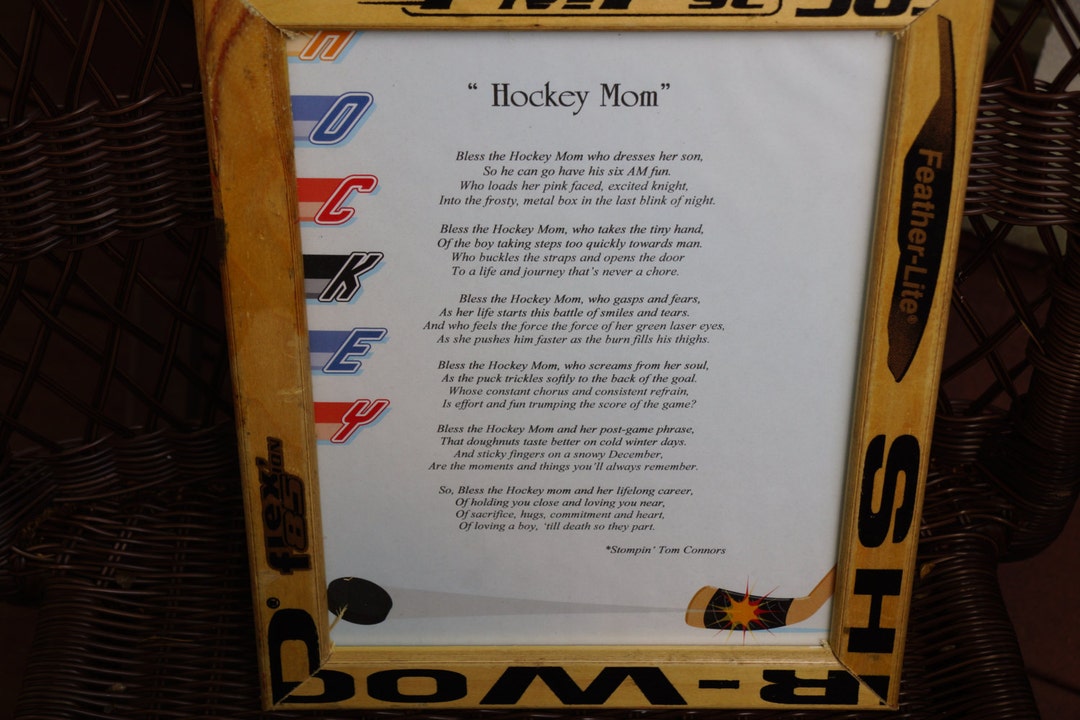 HOCKEY
“ Hockey Mom”
Bless the Hockey Mom who dresses her son,
So he can go have his six AM fun.
Who loads her pink faced, excited knight,
Into the frosty, metal box in the last blink of night.
Bless the Hockey Mom, who takes the tiny hand,
Of the boy taking steps too quickly towards man.
Who buckles the straps and opens the door
To a life and journey that’s never a chore.
Bless the Hockey Mom, who gasps and fears,
As her life starts this battle of smiles and tears.
And who feels the force the force of her green laser eyes,
As she pushes him faster as the burn fills his thighs.
Bless the Hockey Mom, who screams from her soul,
As the puck trickles softly to the back of the goal.
Whose constant chorus and consistent refrain,
Is effort and fun trumping the score of the game?
Bless the Hockey Mom and her post-game phrase,
That doughnuts taste better on cold winter days.
And sticky fingers on a snowy December,
Are the moments and things you’ll always remember.
So, Bless the Hockey mom and her lifelong career,
Of holding you close and loving you near,
Of sacrifice, hugs, commitment and heart,
Of loving a boy, ‘till death so they part.
*Stompin’ Tom Connors
Feather-Lite®
SH
R-WOO
D®
flex
85